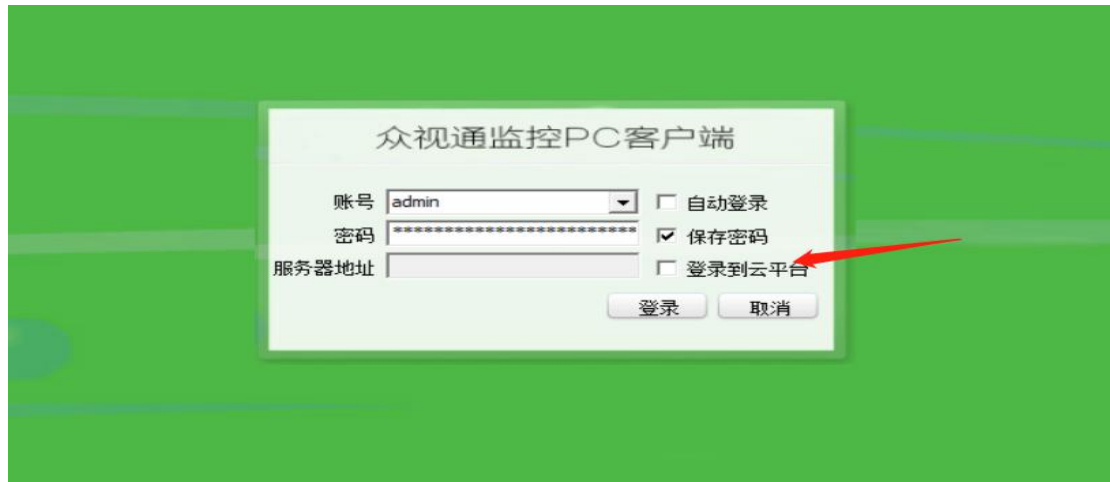 众视通监控PC客户端
账号 admin 自动登录
密码 ************************ 保存密码
服务器地址 登录到云平台
登录 取消